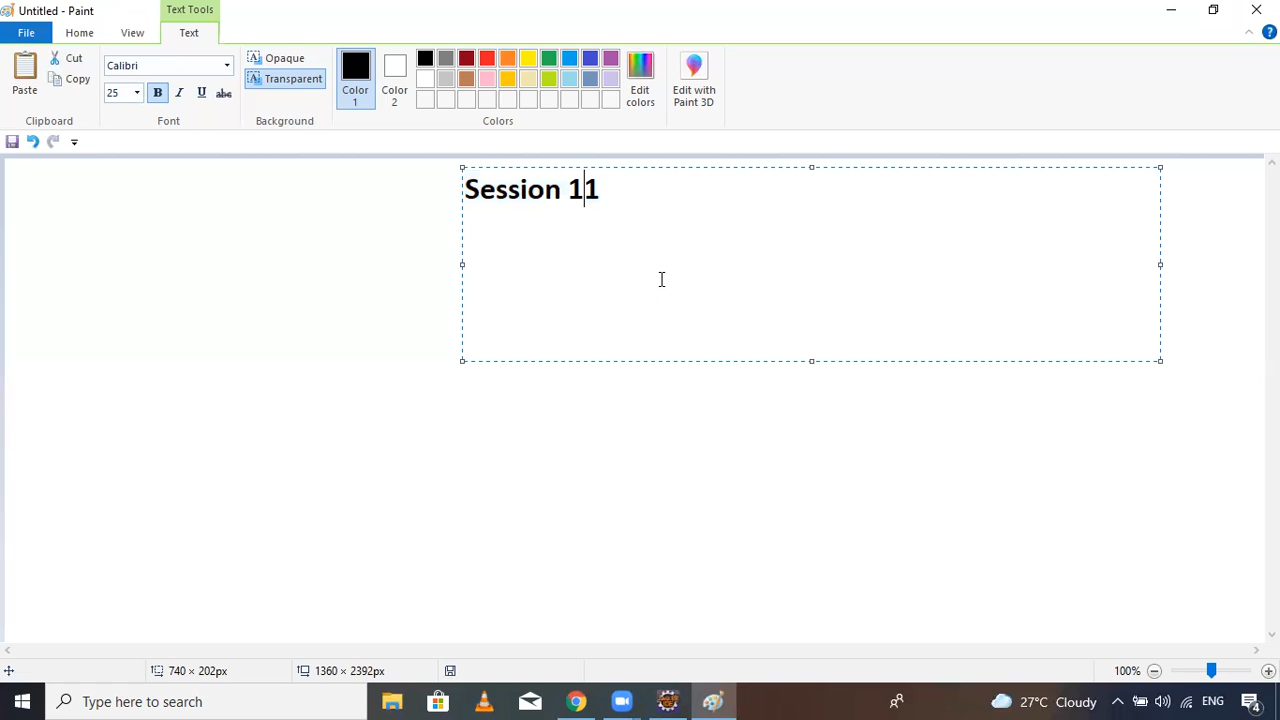 Untitled - Paint
Text Tools
File
Home
View
Text
Paste
Cut
Copy
Clipboard
Calibri
25
B
I
U
abc
Font
Opaque
Transparent
Background
Color 1
Color 2
Edit colors
Colors
Edit with Paint 3D
Session 11
740 × 202px
1360 × 2392px
100%
Type here to search
27°C Cloudy
ENG
4